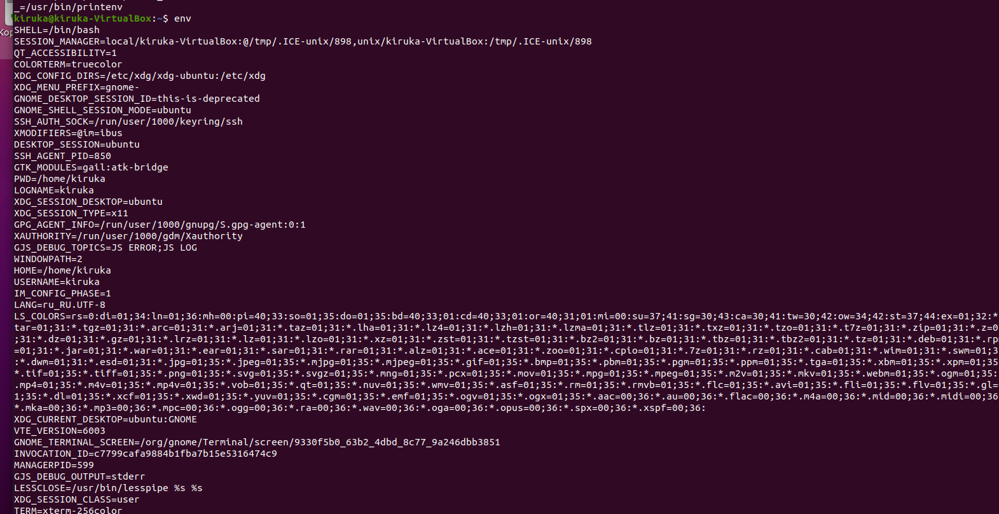 _=/usr/bin/printenv
kiruka@kiruka-VirtualBox:~$ env
SHELL=/bin/bash
SESSION_MANAGER=local/kiruka-VirtualBox:@/tmp/.ICE-unix/898,unix/kiruka-VirtualBox:/tmp/.ICE-unix/898
QT_ACCESSIBILITY=1
COLORTERM=truecolor
XDG_CONFIG_DIRS=/etc/xdg/xdg-ubuntu:/etc/xdg
XDG_MENU_PREFIX=gnome-
GNOME_DESKTOP_SESSION_ID=this-is-deprecated
GNOME_SHELL_SESSION_MODE=ubuntu
SSH_AUTH_SOCK=/run/user/1000/keyring/ssh
XMODIFIERS=@im=ibus
DESKTOP_SESSION=ubuntu
SSH_AGENT_PID=850
GTK_MODULES=gail:atk-bridge
PWD=/home/kiruka
LOGNAME=kiruka
XDG_SESSION_DESKTOP=ubuntu
XDG_SESSION_TYPE=x11
GPG_AGENT_INFO=/run/user/1000/gnupg/S.gpg-agent:0:1
XAUTHORITY=/run/user/1000/gdm/Xauthority
GJS_DEBUG_TOPICS=JS ERROR;JS LOG
WINDOWPATH=2
HOME=/home/kiruka
USERNAME=kiruka
IM_CONFIG_PHASE=1
LANG=ru_RU.UTF-8
LS_COLORS=rs=0:di=01;34:ln=01;36:mh=00:pi=40;33:so=01;35:do=01;35:bd=40;33;01:cd=40;33;01:or=40;31;01:mi=00:su=37;41:sg=30;43:ca=30;41:tw=30;42:ow=34;42:st=37;44:ex=01;32:*
tar=01;31:*.tgz=01;31:*.arc=01;31:*.arj=01;31:*.taz=01;31:*.lha=01;31:*.lz4=01;31:*.lzh=01;31:*.lzma=01;31:*.tlz=01;31:*.txz=01;31:*.tzo=01;31:*.t7z=01;31:*.zip=01;31:*.z=0
;31:*.dz=01;31:*.gz=01;31:*.lrz=01;31:*.lz=01;31:*.lzo=01;31:*.xz=01;31:*.zst=01;31:*.tzst=01;31:*.bz2=01;31:*.bz=01;31:*.tbz=01;31:*.tbz2=01;31:*.tz=01;31:*.deb=01;31:*.rp
=01;31:*.jar=01;31:*.war=01;31:*.ear=01;31:*.sar=01;31:*.rar=01;31:*.alz=01;31:*.ace=01;31:*.zoo=01;31:*.cpio=01;31:*.7z=01;31:*.rz=01;31:*.cab=01;31:*.wim=01;31:*.swm=01;3
:*.dwm=01;31:*.esd=01;31:*.jpg=01;35:*.jpeg=01;35:*.mjpg=01;35:*.mjpeg=01;35:*.gif=01;35:*.bmp=01;35:*.pbm=01;35:*.pgm=01;35:*.ppm=01;35:*.tga=01;35:*.xbm=01;35:*.xpm=01;35
*.tif=01;35:*.tiff=01;35:*.png=01;35:*.svg=01;35:*.svgz=01;35:*.mng=01;35:*.pcx=01;35:*.mov=01;35:*.mpg=01;35:*.mpeg=01;35:*.m2v=01;35:*.mkv=01;35:*.webm=01;35:*.ogm=01;35:
.mp4=01;35:*.m4v=01;35:*.mp4v=01;35:*.vob=01;35:*.qt=01;35:*.nuv=01;35:*.wmv=01;35:*.asf=01;35:*.rm=01;35:*.rmvb=01;35:*.flc=01;35:*.avi=01;35:*.fli=01;35:*.flv=01;35:*.gl=
1;35:*.dl=01;35:*.xcf=01;35:*.xwd=01;35:*.yuv=01;35:*.cgm=01;35:*.emf=01;35:*.ogv=01;35:*.ogx=01;35:*.aac=00;36:*.au=00;36:*.flac=00;36:*.m4a=00;36:*.mid=00;36:*.midi=00;36
*.mka=00;36:*.mp3=00;36:*.mpc=00;36:*.ogg=00;36:*.ra=00;36:*.wav=00;36:*.oga=00;36:*.opus=00;36:*.spx=00;36:*.xspf=00;36:
XDG_CURRENT_DESKTOP=ubuntu:GNOME
VTE_VERSION=6003
GNOME_TERMINAL_SCREEN=/org/gnome/Terminal/screen/9330f5b0_63b2_4dbd_8c77_9a246dbb3851
INVOCATION_ID=c7799cafa9884b1fba7b15e5316474c9
MANAGERPID=599
GJS_DEBUG_OUTPUT=stderr
LESSCLOSE=/usr/bin/lesspipe %s %s
XDG_SESSION_CLASS=user
TERM=xterm-256color